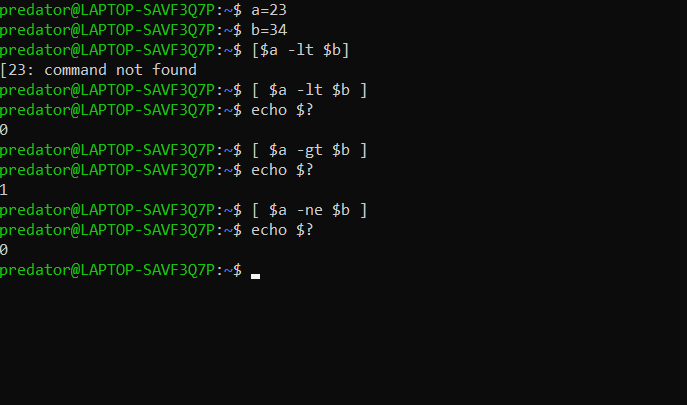 predator@LAPTOP-SAVF3Q7P:~$ a=23
predator@LAPTOP-SAVF3Q7P:~$ b=34
predator@LAPTOP-SAVF3Q7P:~$ [$a -lt $b]
[23: command not found
predator@LAPTOP-SAVF3Q7P:~$ [ $a -lt $b ]
predator@LAPTOP-SAVF3Q7P:~$ echo $?
0
predator@LAPTOP-SAVF3Q7P:~$ [ $a -gt $b ]
predator@LAPTOP-SAVF3Q7P:~$ echo $?
1
predator@LAPTOP-SAVF3Q7P:~$ [ $a -ne $b ]
predator@LAPTOP-SAVF3Q7P:~$ echo $?
0
predator@LAPTOP-SAVF3Q7P:~$